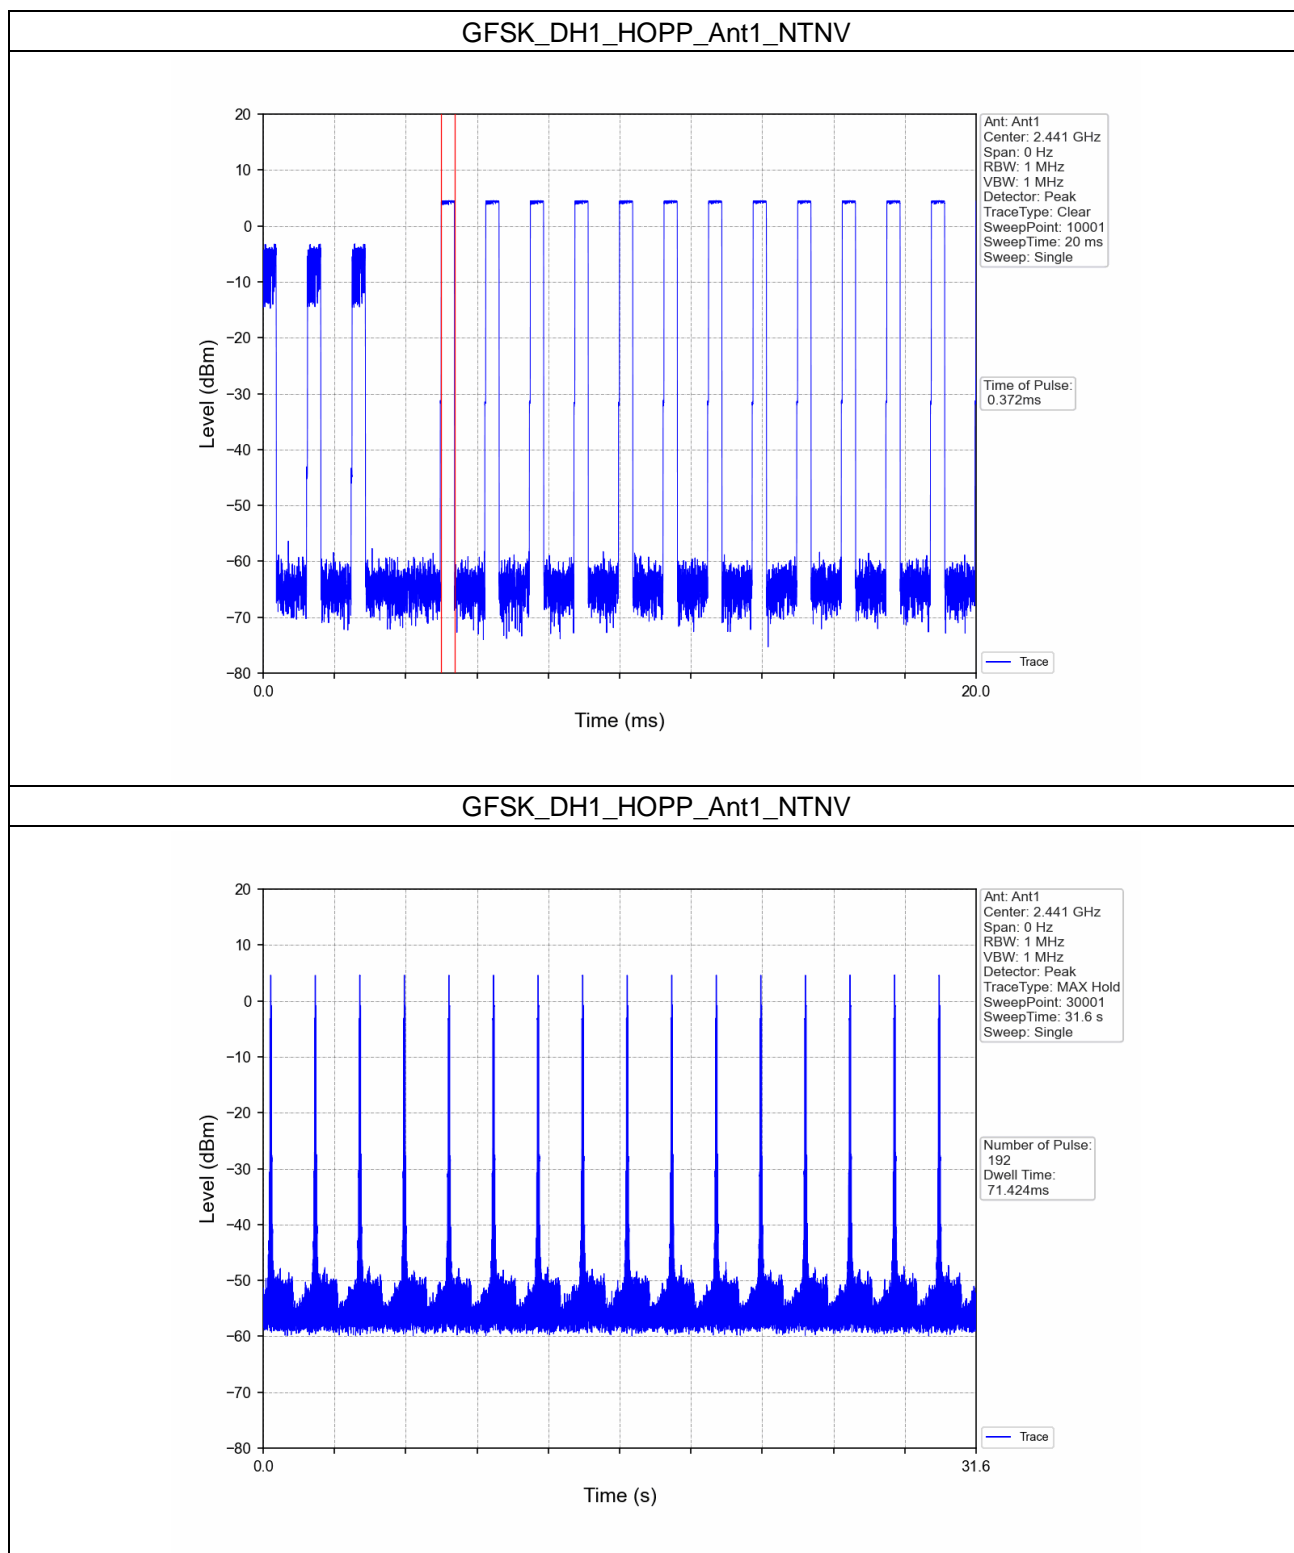 GFSK_DH1_HOPP_Ant1_NTNV
20
10
0
−10
−20
−30
−40
−50
−60
−70
−80
Level (dBm)
0.0
20.0
Time (ms)
Ant: Ant1
Center: 2.441 GHz
Span: 0 Hz
RBW: 1 MHz
VBW: 1 MHz
Detector: Peak
TraceType: Clear
SweepPoint: 10001
SweepTime: 20 ms
Sweep: Single
Time of Pulse:
0.372ms
Trace
GFSK_DH1_HOPP_Ant1_NTNV
20
10
0
−10
−20
−30
−40
−50
−60
−70
−80
Level (dBm)
0.0
31.6
Time (s)
Ant: Ant1
Center: 2.441 GHz
Span: 0 Hz
RBW: 1 MHz
VBW: 1 MHz
Detector: Peak
TraceType: MAX Hold
SweepPoint: 30001
SweepTime: 31.6 s
Sweep: Single
Number of Pulse:
192
Dwell Time:
71.424ms
Trace